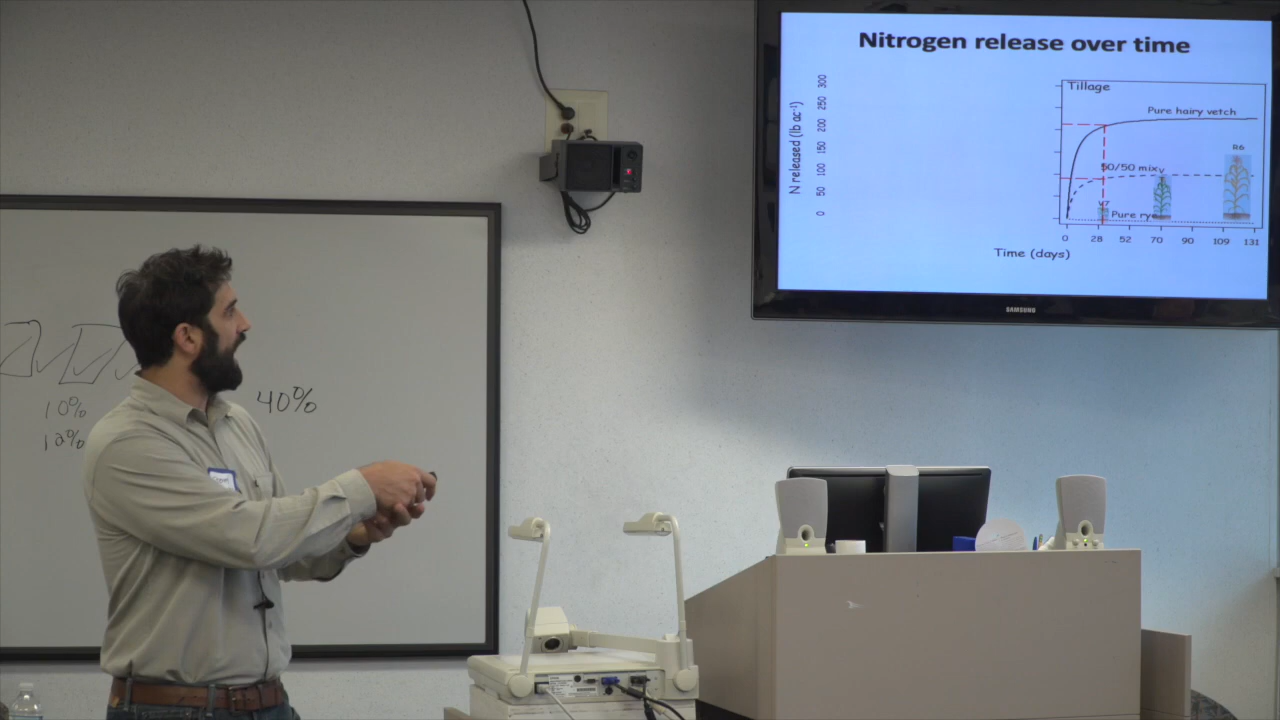 Nitrogen release over time
N released (lb ac⁻¹)
300
250
200
150
100
50
0
Tillage
Pure hairy vetch
R6
50/50 mix
V7
Pure rye
0 28 52 70 90 109 131
Time (days)
SAMSUNG
40%
10%
12%